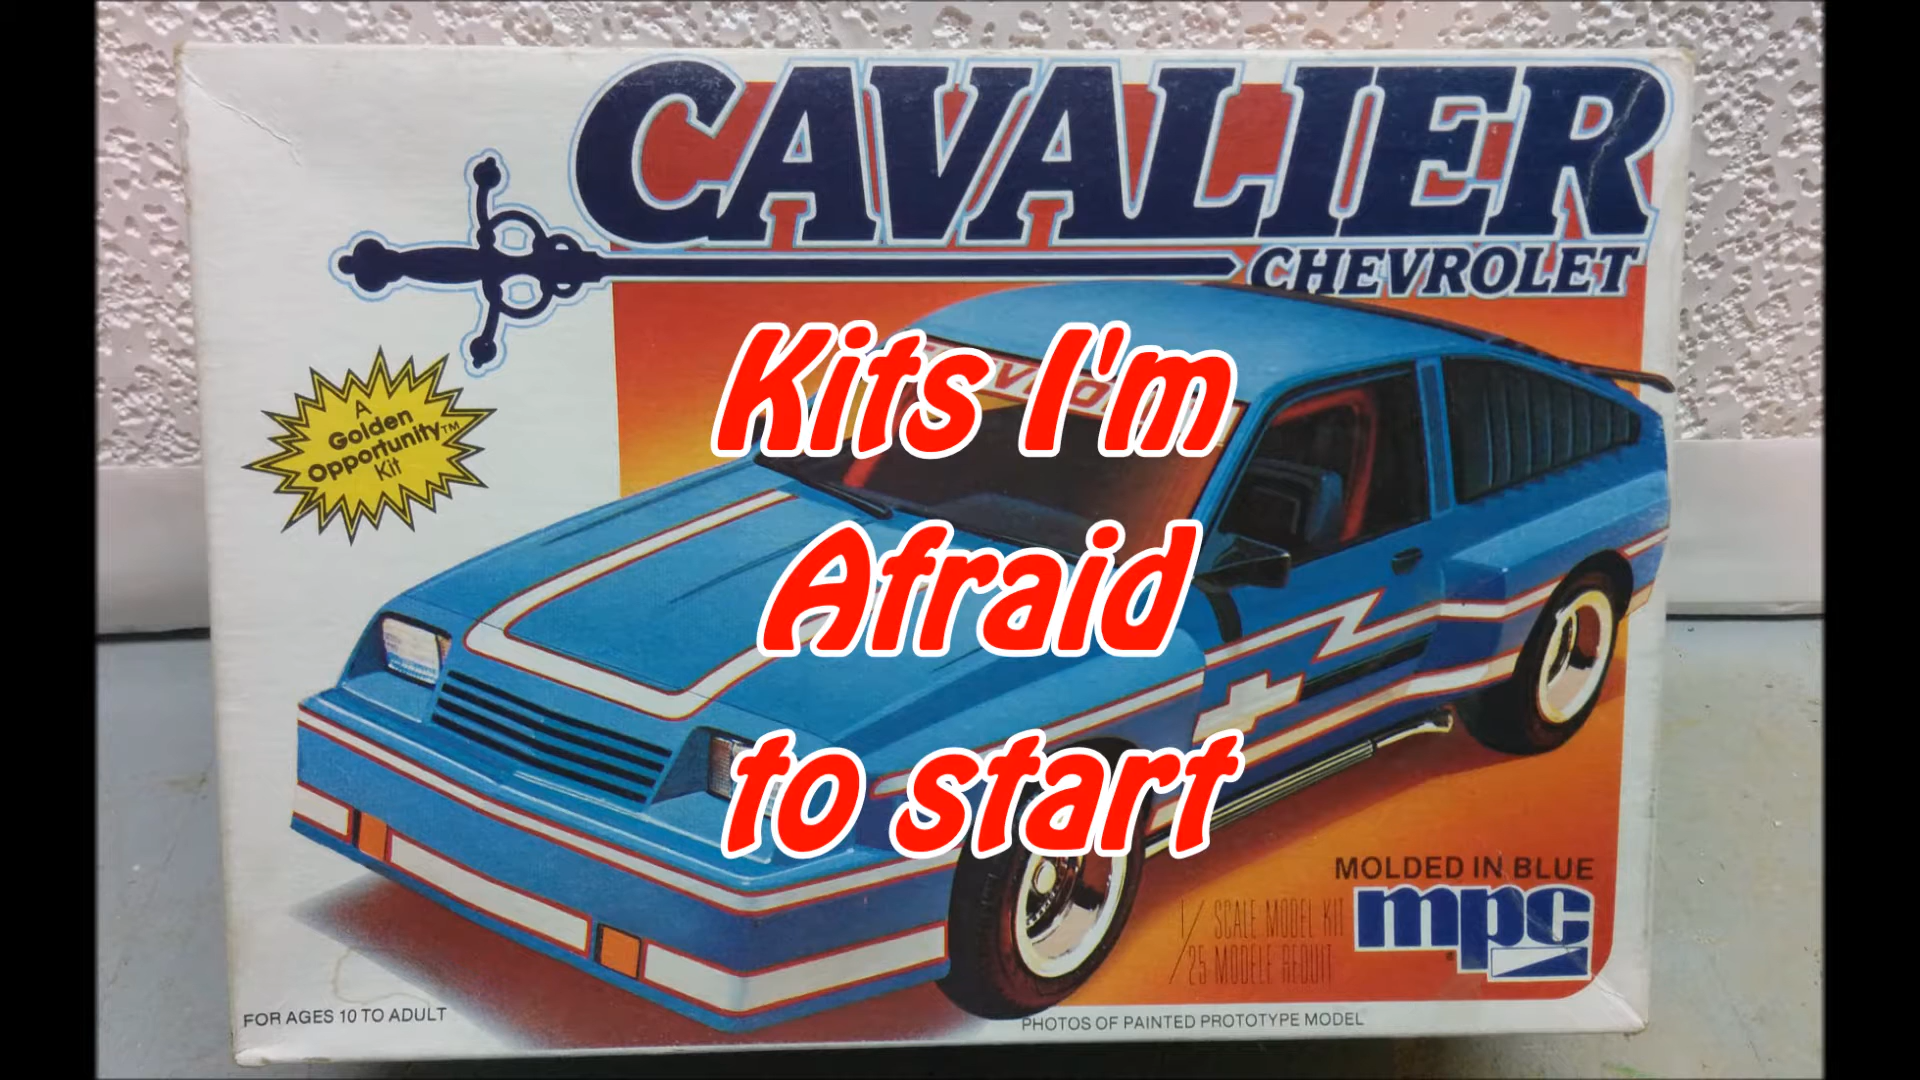 CAVALIER
CHEVROLET
A
Golden
Opportunity™
Kit
Kits I'm
Afraid
to start
MOLDED IN BLUE
mpc
1/25 SCALE MODEL KIT
MODELE REDUIT
FOR AGES 10 TO ADULT
PHOTOS OF PAINTED PROTOTYPE MODEL